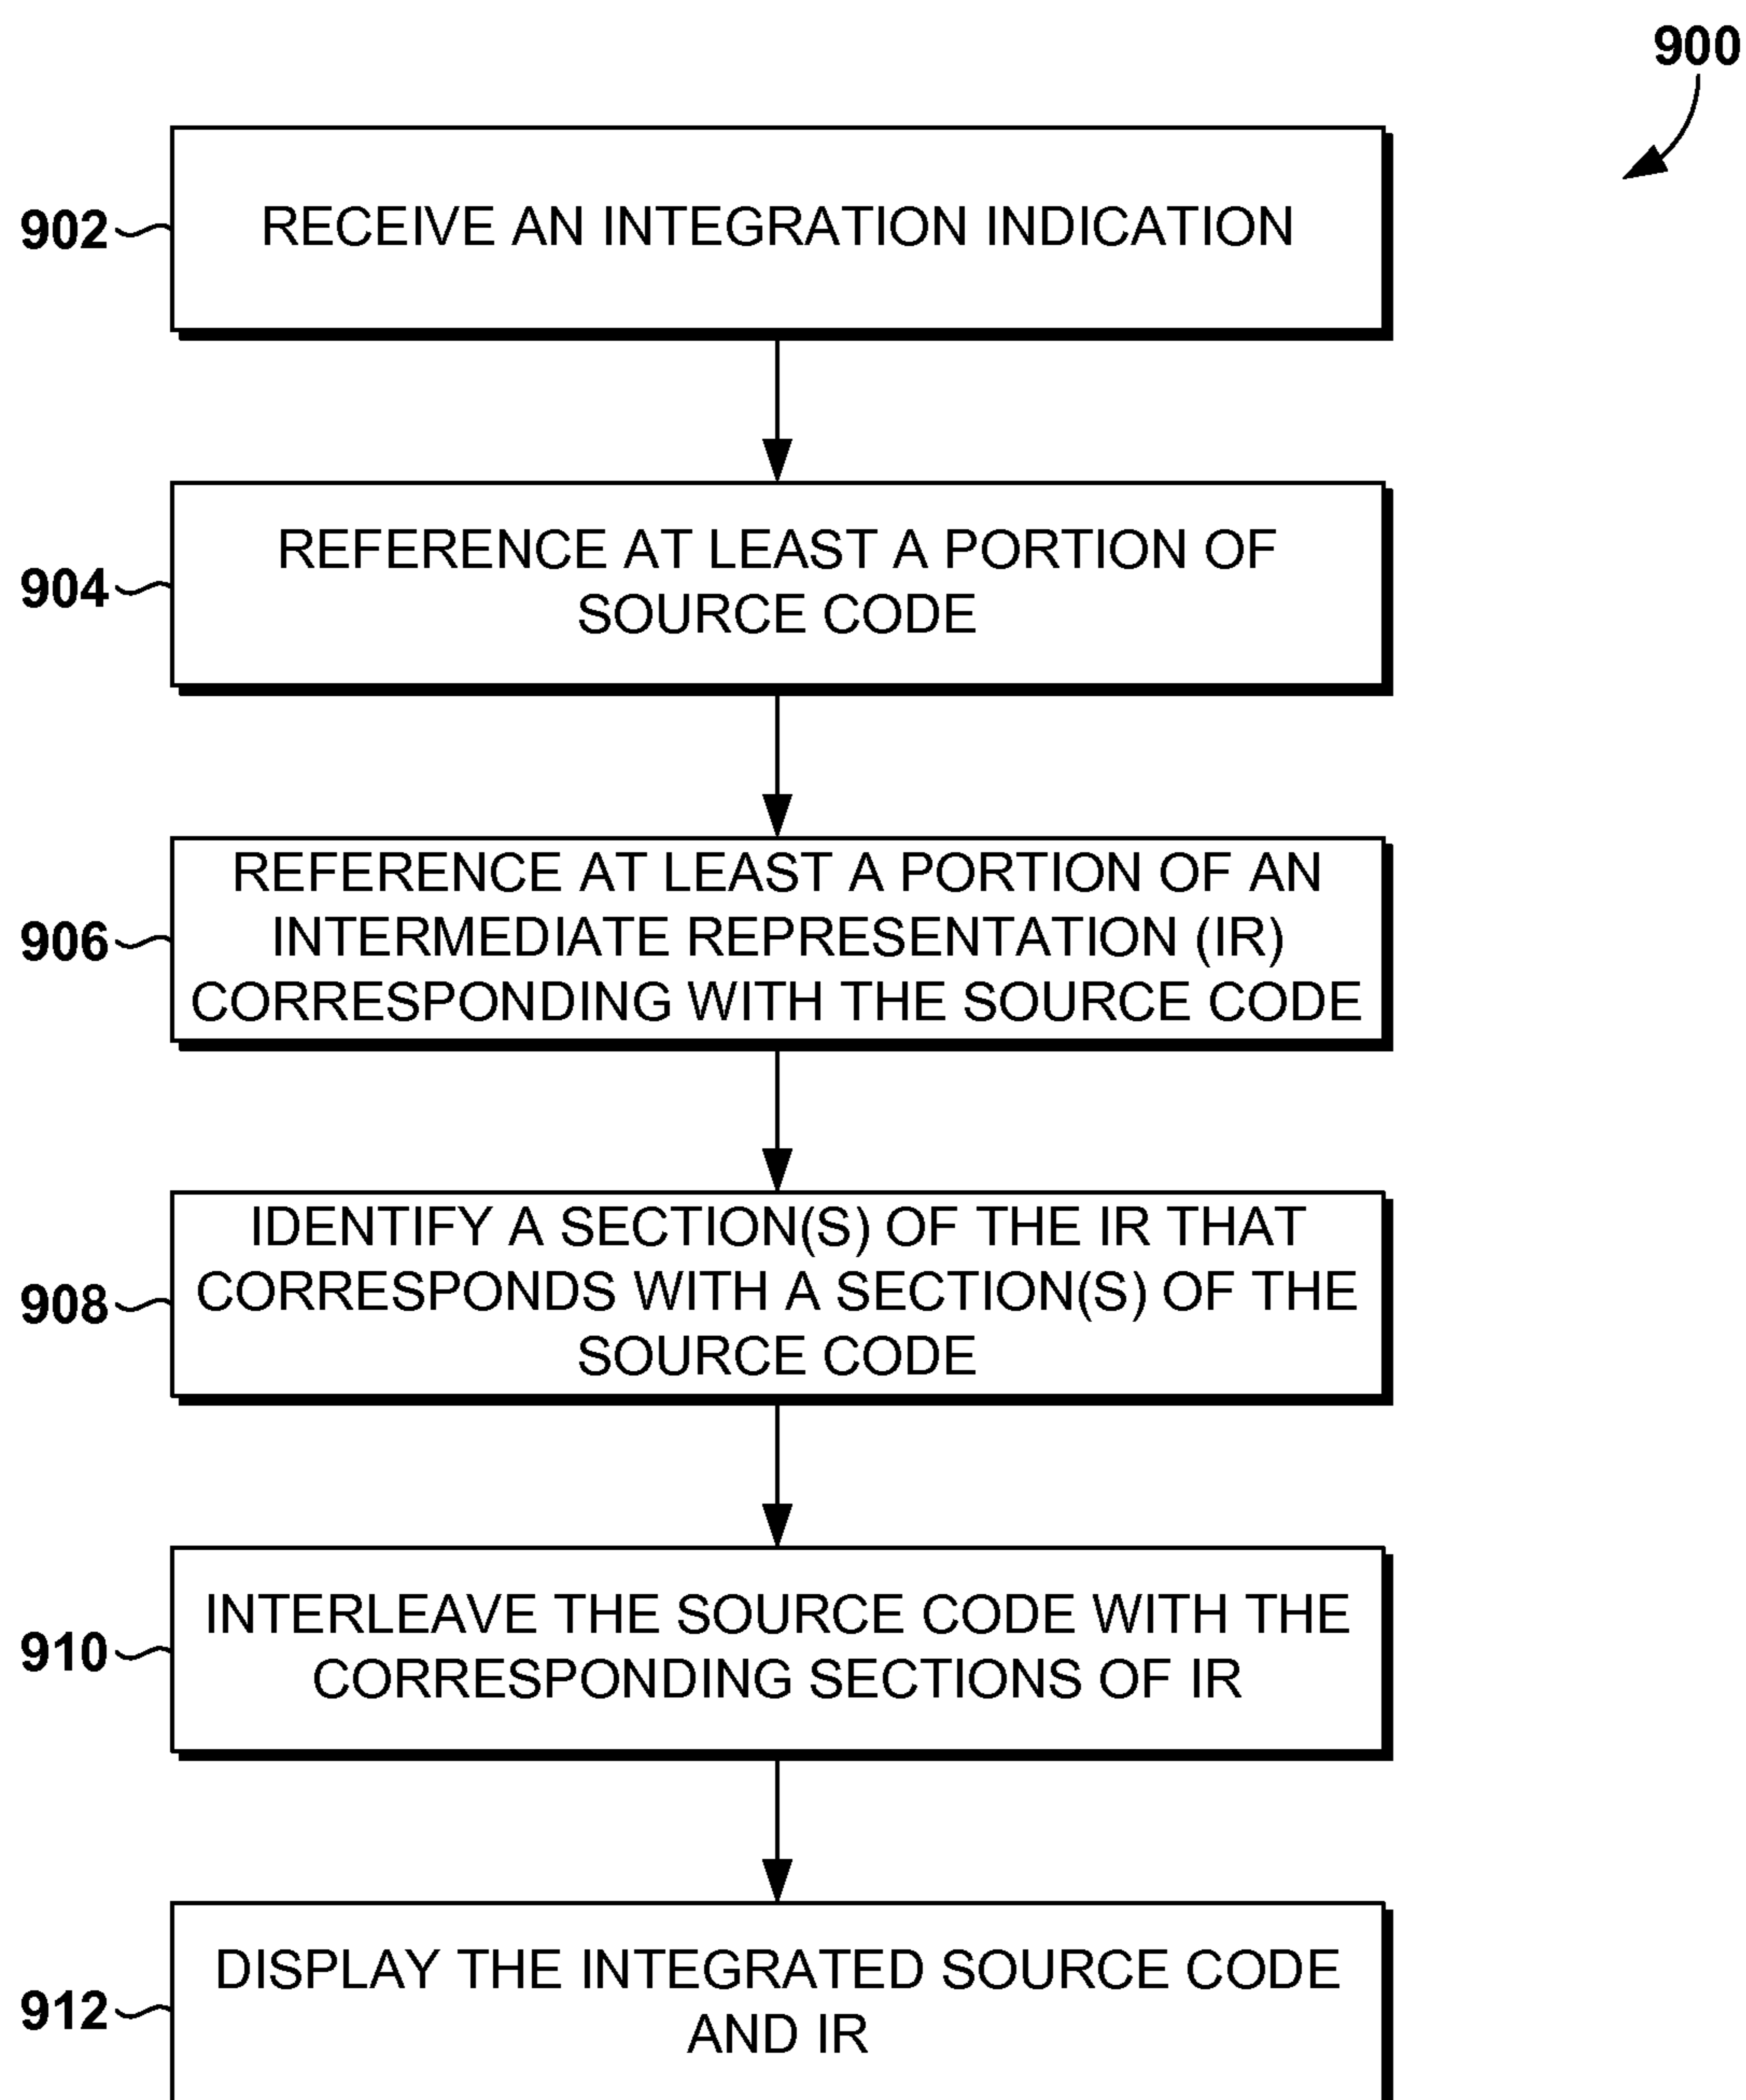 900
902
RECEIVE AN INTEGRATION INDICATION
904
REFERENCE AT LEAST A PORTION OF
SOURCE CODE
906
REFERENCE AT LEAST A PORTION OF AN
INTERMEDIATE REPRESENTATION (IR)
CORRESPONDING WITH THE SOURCE CODE
908
IDENTIFY A SECTION(S) OF THE IR THAT
CORRESPONDS WITH A SECTION(S) OF THE
SOURCE CODE
910
INTERLEAVE THE SOURCE CODE WITH THE
CORRESPONDING SECTIONS OF IR
912
DISPLAY THE INTEGRATED SOURCE CODE
AND IR